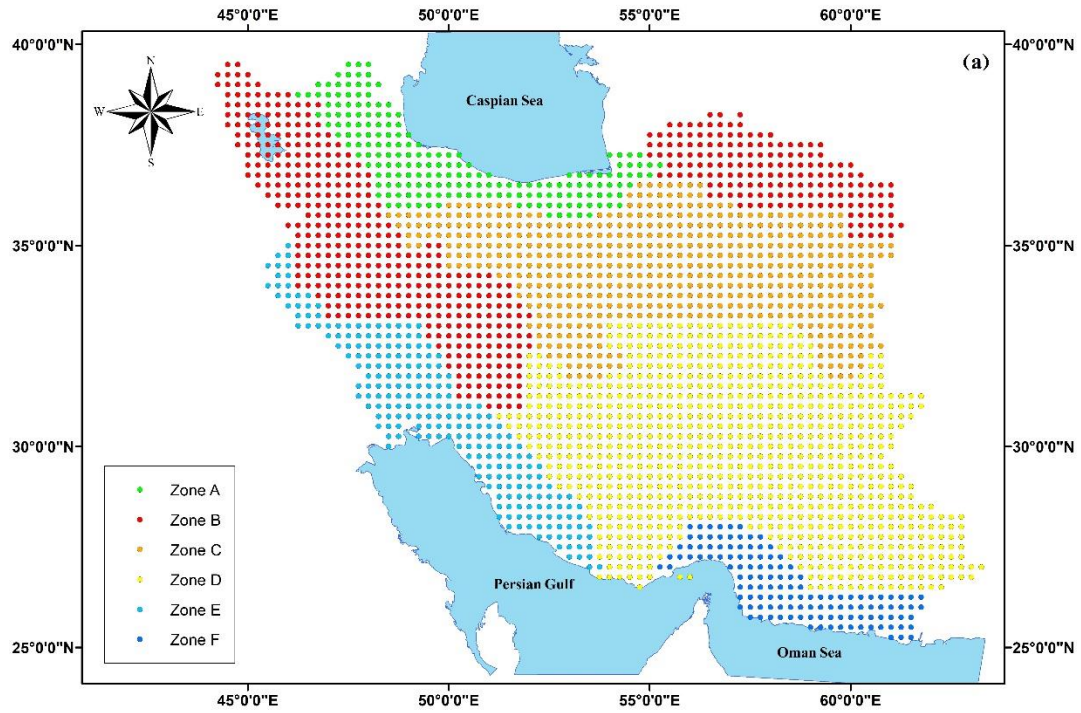 45°0'0"E 50°0'0"E 55°0'0"E 60°0'0"E
40°0'0"N 40°0'0"N
(a)
N
W E
S
Caspian Sea
35°0'0"N 35°0'0"N
30°0'0"N 30°0'0"N
Zone A
Zone B
Zone C
Zone D
Zone E
Zone F
Persian Gulf
Oman Sea
25°0'0"N 25°0'0"N
45°0'0"E 50°0'0"E 55°0'0"E 60°0'0"E